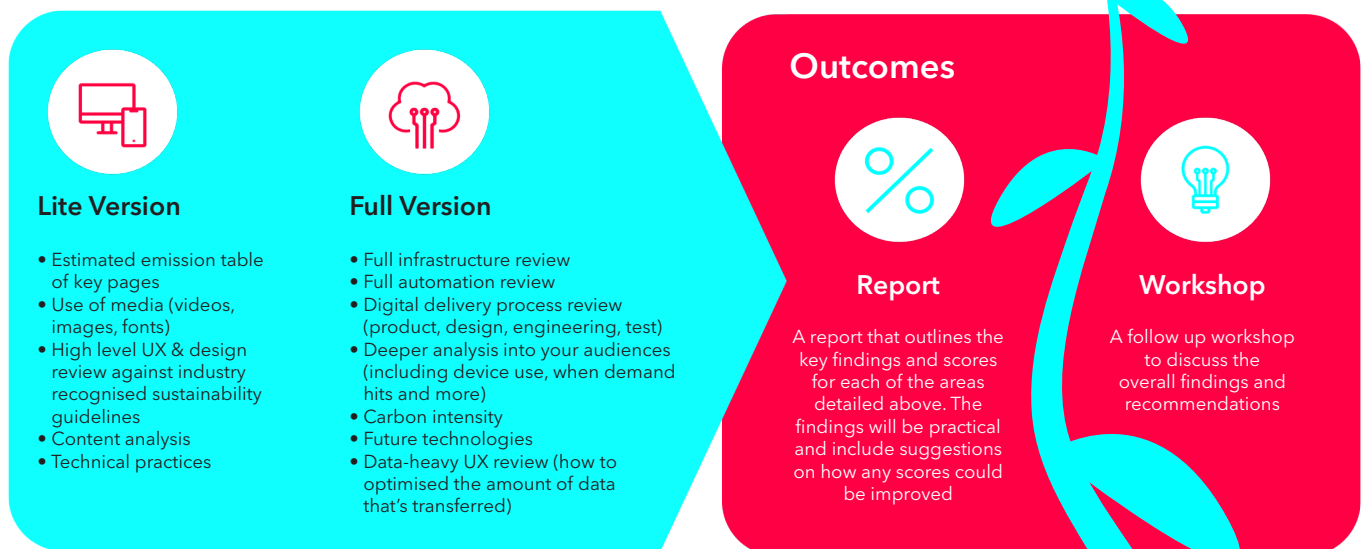 Lite Version
• Estimated emission table
of key pages
• Use of media (videos,
images, fonts)
• High level UX & design
review against industry
recognised sustainability
guidelines
• Content analysis
• Technical practices
Full Version
• Full infrastructure review
• Full automation review
• Digital delivery process review
(product, design, engineering, test)
• Deeper analysis into your audiences
(including device use, when demand
hits and more)
• Carbon intensity
• Future technologies
• Data-heavy UX review (how to
optimised the amount of data
that’s transferred)
Outcomes
Report
A report that outlines the
key findings and scores
for each of the areas
detailed above. The
findings will be practical
and include suggestions
on how any scores could
be improved
Workshop
A follow up workshop
to discuss the
overall findings and
recommendations